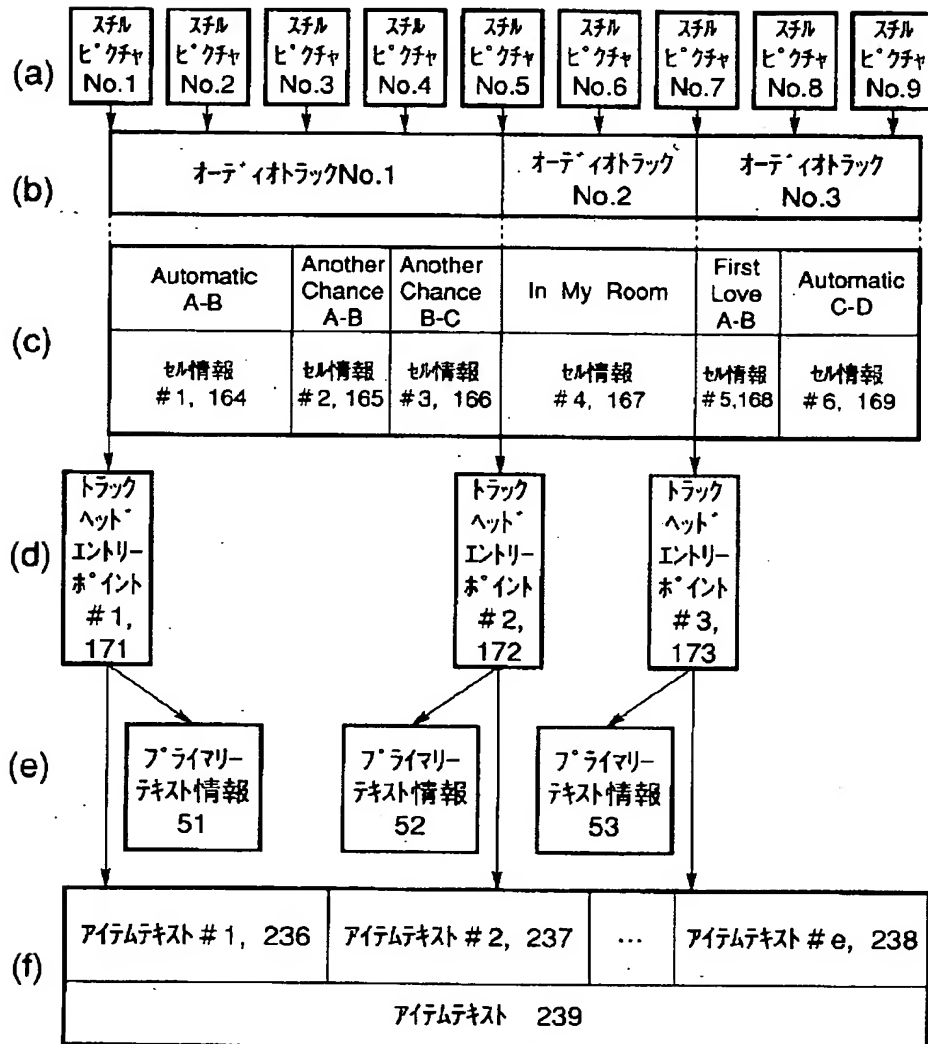 (a)
スチル
ピクチャ
No.1
スチル
ピクチャ
No.2
スチル
ピクチャ
No.3
スチル
ピクチャ
No.4
スチル
ピクチャ
No.5
スチル
ピクチャ
No.6
スチル
ピクチャ
No.7
スチル
ピクチャ
No.8
スチル
ピクチャ
No.9
(b)
オーディオトラックNo.1
オーディオトラック
No.2
オーディオトラック
No.3
(c)
Automatic
A-B
Another
Chance
A-B
Another
Chance
B-C
In My Room
First
Love
A-B
Automatic
C-D
セル情報
#1, 164
セル情報
#2, 165
セル情報
#3, 166
セル情報
#4, 167
セル情報
#5,168
セル情報
#6, 169
(d)
トラック
ヘッド
エントリー
ポイント
#1,
171
トラック
ヘッド
エントリー
ポイント
#2,
172
トラック
ヘッド
エントリー
ポイント
#3,
173
(e)
プライマリー
テキスト情報
51
プライマリー
テキスト情報
52
プライマリー
テキスト情報
53
(f)
アイテムテキスト #1, 236
アイテムテキスト #2, 237
…
アイテムテキスト #e, 238
アイテムテキスト 239